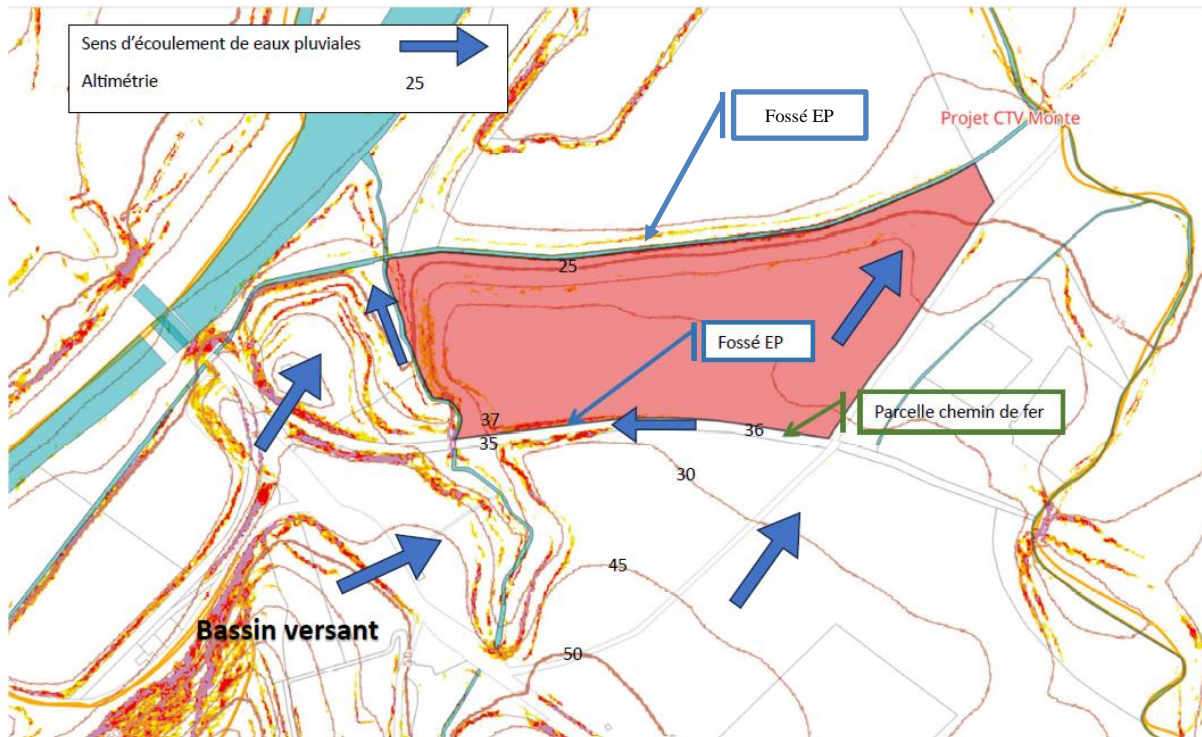 Sens d'écoulement de eaux pluviales
Altimétrie 25
Fossé EP
Projet CTV Monte
25
Fossé EP
Parcelle chemin de fer
37
35
36
30
45
Bassin versant
50